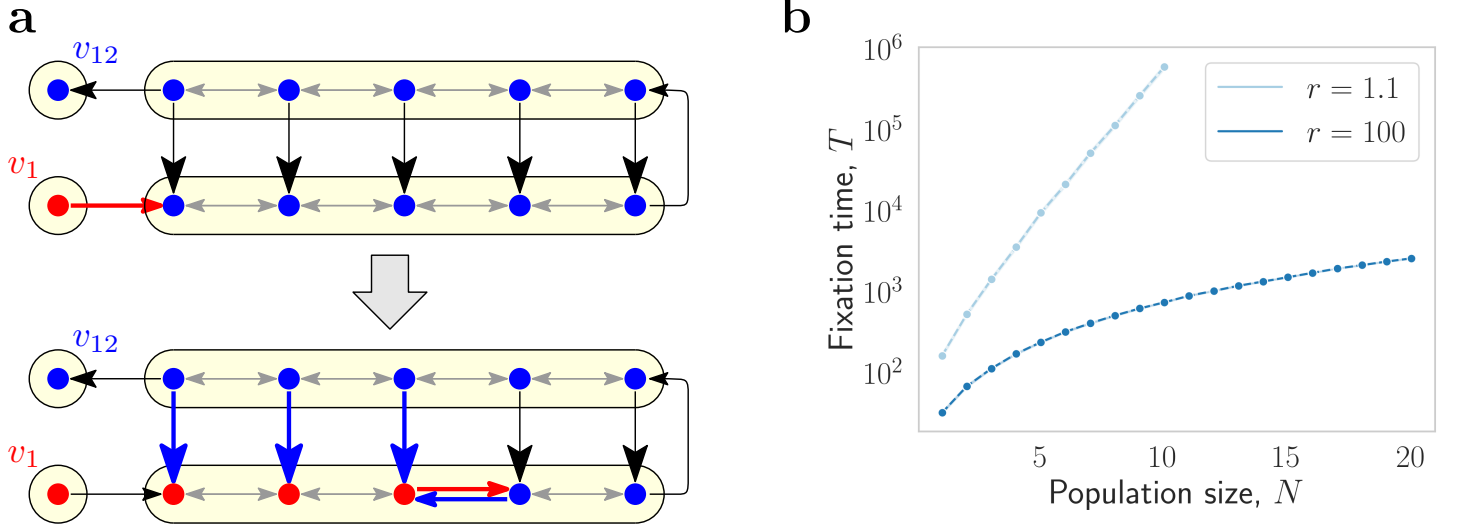 a
v12
v1
v12
v1
b
Fixation time, T
10^6
10^5
10^4
10^3
10^2
r = 1.1
r = 100
5 10 15 20
Population size, N